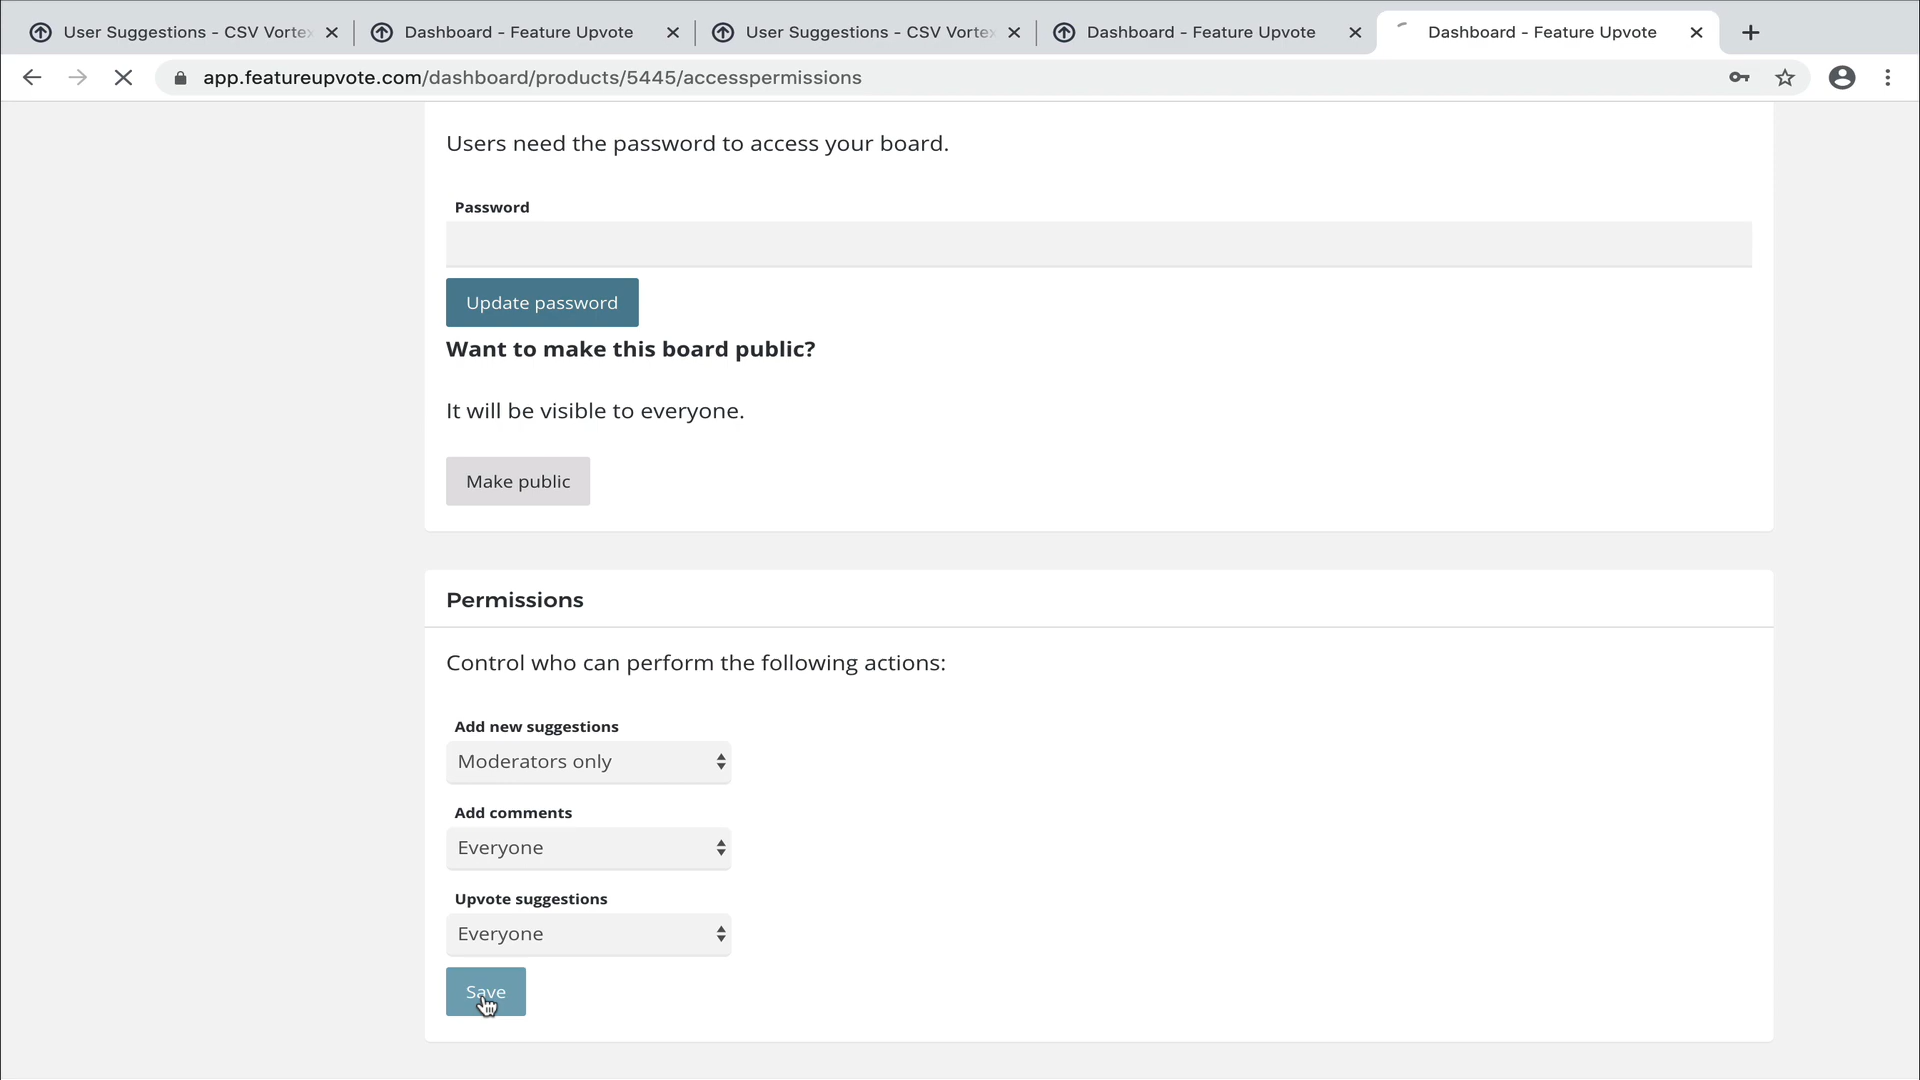 User Suggestions - CSV Vortex
Dashboard - Feature Upvote
User Suggestions - CSV Vortex
Dashboard - Feature Upvote
Dashboard - Feature Upvote
app.featureupvote.com/dashboard/products/5445/accesspermissions
Users need the password to access your board.
Password
Update password
Want to make this board public?
It will be visible to everyone.
Make public
Permissions
Control who can perform the following actions:
Add new suggestions
Moderators only
Add comments
Everyone
Upvote suggestions
Everyone
Save